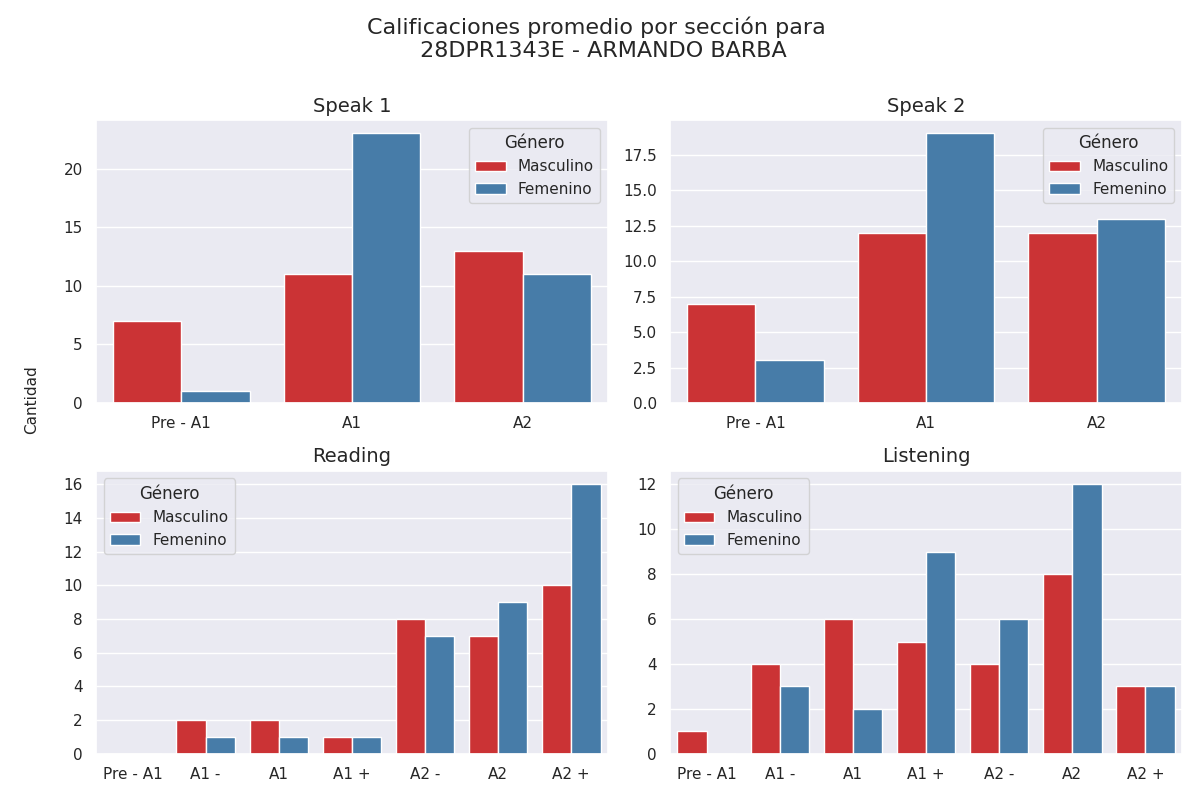 Calificaciones promedio por sección para
28DPR1343E - ARMANDO BARBA
Cantidad
Speak 1
Género
Masculino
Femenino
20
15
10
5
0
Pre - A1 A1 A2
Speak 2
Género
Masculino
Femenino
17.5
15.0
12.5
10.0
7.5
5.0
2.5
0.0
Pre - A1 A1 A2
Reading
Género
Masculino
Femenino
16
14
12
10
8
6
4
2
0
Pre - A1 A1 - A1 A1 + A2 - A2 A2 +
Listening
Género
Masculino
Femenino
12
10
8
6
4
2
0
Pre - A1 A1 - A1 A1 + A2 - A2 A2 +